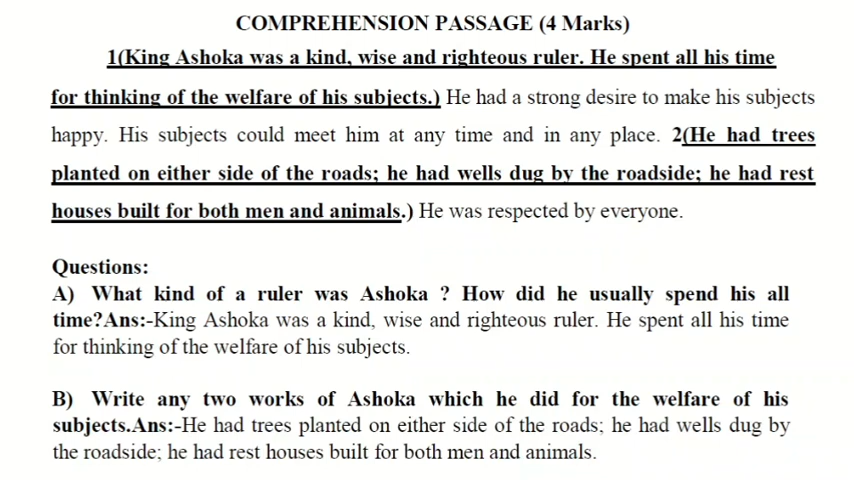 COMPREHENSION PASSAGE (4 Marks)
1(King Ashoka was a kind, wise and righteous ruler. He spent all his time
for thinking of the welfare of his subjects.) He had a strong desire to make his subjects
happy. His subjects could meet him at any time and in any place. 2(He had trees
planted on either side of the roads; he had wells dug by the roadside; he had rest
houses built for both men and animals.) He was respected by everyone.
Questions:
A) What kind of a ruler was Ashoka ? How did he usually spend his all
time?Ans:-King Ashoka was a kind, wise and righteous ruler. He spent all his time
for thinking of the welfare of his subjects.
B) Write any two works of Ashoka which he did for the welfare of his
subjects.Ans:-He had trees planted on either side of the roads; he had wells dug by
the roadside; he had rest houses built for both men and animals.